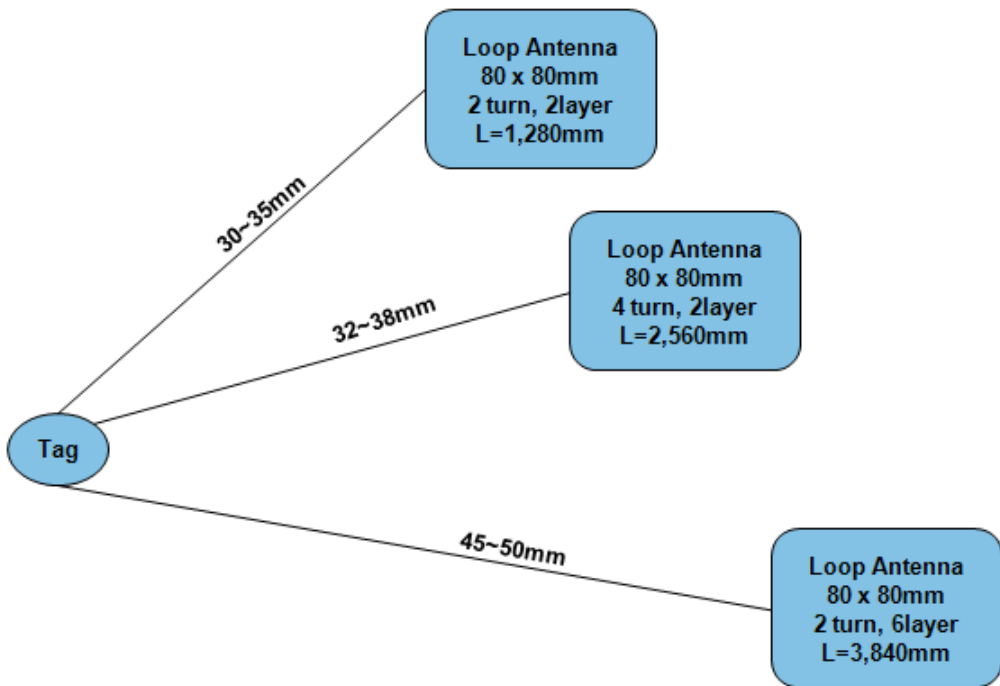 Loop Antenna
80 x 80mm
2 turn, 2layer
L=1,280mm
30~35mm
Loop Antenna
80 x 80mm
4 turn, 2layer
L=2,560mm
32~38mm
Tag
45~50mm
Loop Antenna
80 x 80mm
2 turn, 6layer
L=3,840mm